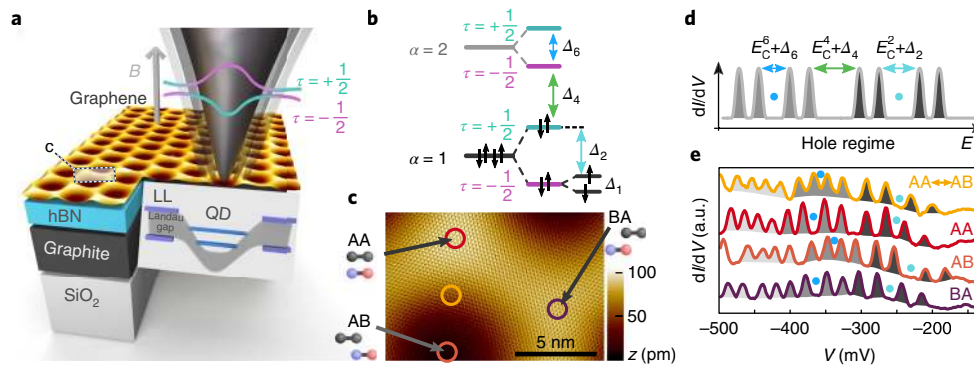 a
B
Graphene
τ=+1/2
τ=−1/2
c
hBN
Graphite
SiO2
LL
Landau
gap
QD
b
α = 2
τ=+1/2
τ=−1/2
Δ6
Δ4
α = 1
τ=+1/2
τ=−1/2
Δ2
Δ1
c
AA
AB
BA
100
50
z (pm)
5 nm
d
dI/dV
E_C^6+Δ6
E_C^4+Δ4
E_C^2+Δ2
Hole regime
E
e
dI/dV (a.u.)
AA↔AB
AA
AB
BA
−500
−400
−300
−200
V (mV)